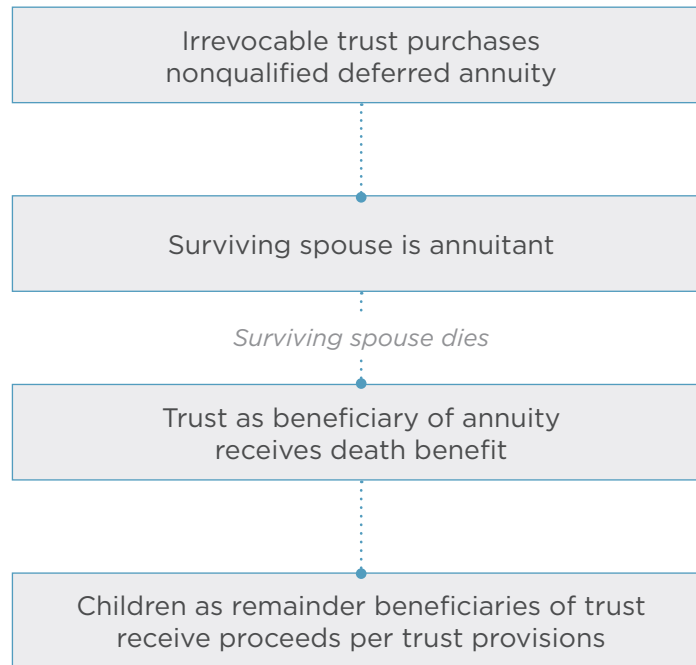 Irrevocable trust purchases
nonqualified deferred annuity
Surviving spouse is annuitant
Surviving spouse dies
Trust as beneficiary of annuity
receives death benefit
Children as remainder beneficiaries of trust
receive proceeds per trust provisions